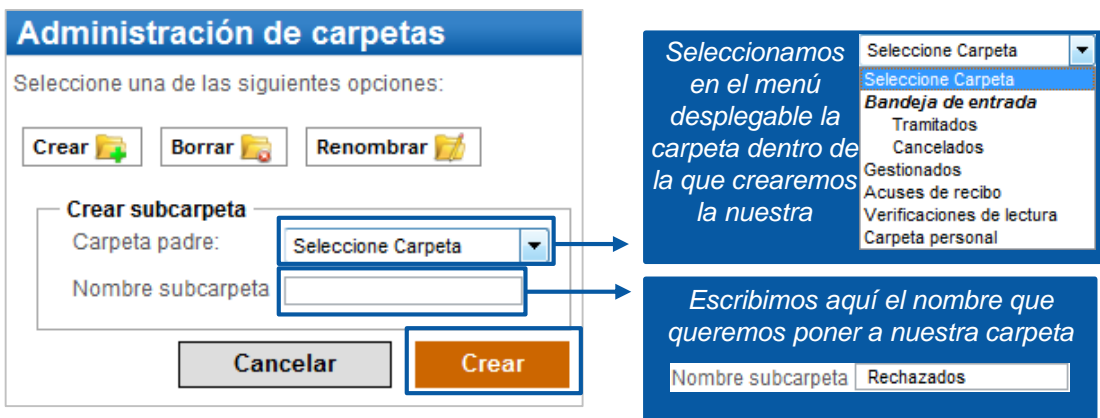 Administración de carpetas
Seleccione una de las siguientes opciones:
Crear
Borrar
Renombrar
Crear subcarpeta
Carpeta padre:
Seleccione Carpeta
Nombre subcarpeta
Cancelar
Crear
Seleccionamos
en el menú
desplegable la
carpeta dentro de
la que crearemos
la nuestra
Seleccione Carpeta
Seleccione Carpeta
Bandeja de entrada
Tramitados
Cancelados
Gestionados
Acuses de recibo
Verificaciones de lectura
Carpeta personal
Escribimos aquí el nombre que
queremos poner a nuestra carpeta
Nombre subcarpeta Rechazados